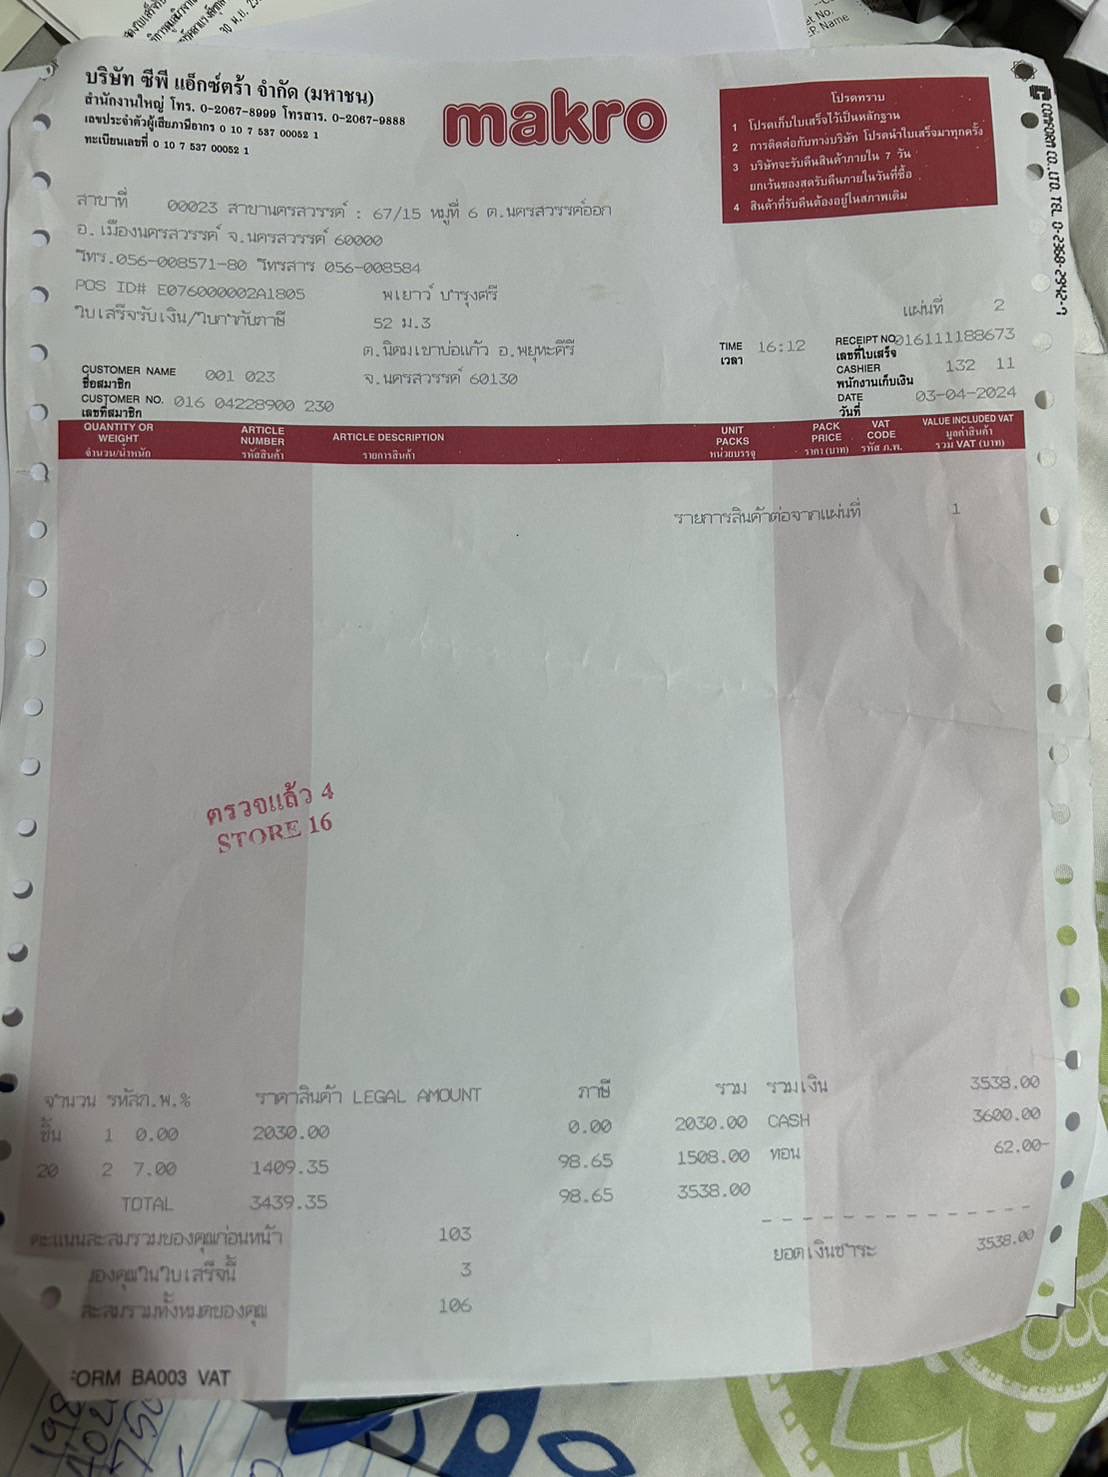 บริษัท ซีพี แอ็กซ์ตร้า จำกัด (มหาชน)
สำนักงานใหญ่ โทร. 0-2067-8999 โทรสาร. 0-2067-9888
เลขประจำตัวผู้เสียภาษีอากร 0 10 7 537 00052 1
ทะเบียนเลขที่ 0 10 7 537 00052 1
makro
โปรดทราบ
1 โปรดเก็บใบเสร็จไว้เป็นหลักฐาน
2 การติดต่อกับทางบริษัท โปรดนำใบเสร็จมาทุกครั้ง
3 บริษัทจะรับคืนสินค้าภายใน 7 วัน
ยกเว้นของสดรับคืนภายในวันที่ซื้อ
4 สินค้าที่รับคืนต้องอยู่ในสภาพเดิม
COMFORM CO.,LTD. TEL. 0-2368-2942-7
สาขาที่ 00023 สาขานครสวรรค์ : 67/15 หมู่ที่ 6 ต.นครสวรรค์ออก
อ.เมืองนครสวรรค์ จ.นครสวรรค์ 60000
โทร.056-008571-80 โทรสาร 056-008584
POS ID# E076000002A1805 พเยาว์ บำรุงศรี
ใบเสร็จรับเงิน/ใบกำกับภาษี 52 ม.3 แผ่นที่ 2
ต.นิคมเขาบ่อแก้ว อ.พยุหะคีรี
จ.นครสวรรค์ 60130
TIME 16:12
เวลา
RECEIPT NO 016111188673
เลขที่ใบเสร็จ
CASHIER 132 11
พนักงานเก็บเงิน
DATE 03-04-2024
วันที่
CUSTOMER NAME 001 023
ชื่อสมาชิก
CUSTOMER NO. 016 04228900 230
เลขที่สมาชิก
QUANTITY OR WEIGHT ARTICLE NUMBER ARTICLE DESCRIPTION UNIT PACKS PACK PRICE VAT CODE VALUE INCLUDED VAT
จำนวน/น้ำหนัก รหัสสินค้า รายการสินค้า หน่วยบรรจุ ราคา (บาท) รหัส ภ.พ. มูลค่าสินค้า รวม VAT (บาท)
รายการสินค้าต่อจากแผ่นที่ 1
ตรวจแล้ว 4
STORE 16
จำนวน รหัสภ.พ.% ราคาสินค้า LEGAL AMOUNT ภาษี รวม รวมเงิน 3538.00
ชิ้น 1 0.00 2030.00 0.00 2030.00 CASH 3600.00
20 2 7.00 1409.35 98.65 1508.00 ทอน 62.00-
TOTAL 3439.35 98.65 3538.00
คะแนนสะสมรวมของคุณก่อนหน้า 103
ของคุณในใบเสร็จนี้ 3
ยอดเงินชำระ 3538.00
สะสมรวมทั้งหมดของคุณ 106
FORM BA003 VAT